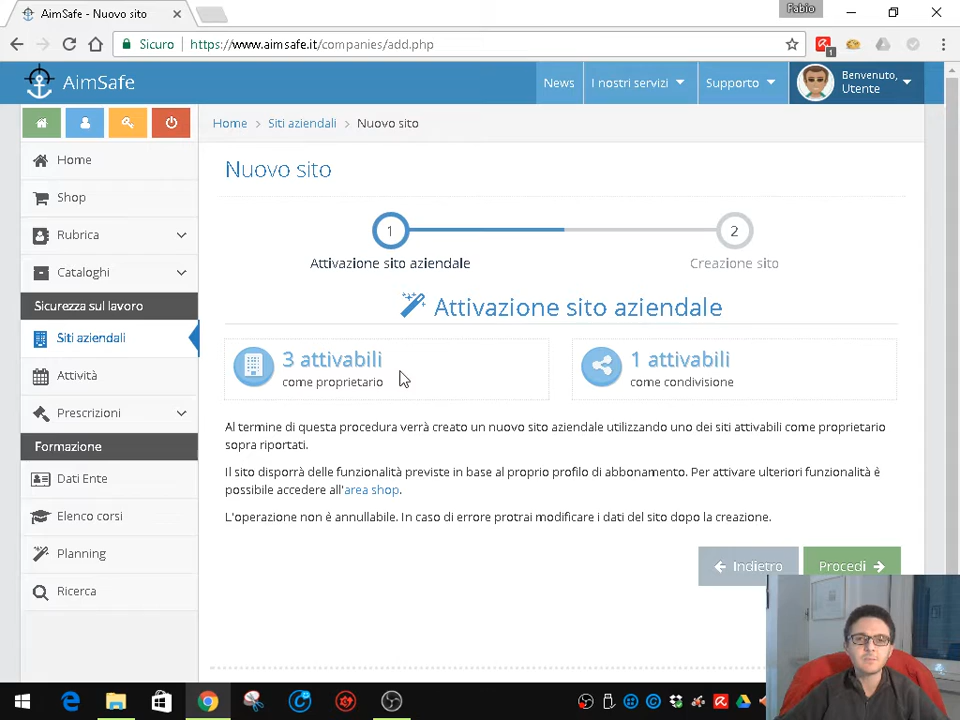 AimSafe - Nuovo sito
Fabio
Sicuro
https://www.aimsafe.it/companies/add.php
1
AimSafe
News
I nostri servizi
Supporto
Benvenuto,
Utente
Home
Siti aziendali
Nuovo sito
Home
Shop
Rubrica
Cataloghi
Sicurezza sul lavoro
Siti aziendali
Attività
Prescrizioni
Formazione
Dati Ente
Elenco corsi
Planning
Ricerca
Nuovo sito
1
2
Attivazione sito aziendale
Creazione sito
Attivazione sito aziendale
3 attivabili
come proprietario
1 attivabili
come condivisione
Al termine di questa procedura verrà creato un nuovo sito aziendale utilizzando uno dei siti attivabili come proprietario
sopra riportati.
Il sito disporrà delle funzionalità previste in base al proprio profilo di abbonamento. Per attivare ulteriori funzionalità é
possibile accedere all'area shop.
L'operazione non è annullabile. In caso di errore protrai modificare i dati del sito dopo la creazione.
Indietro
Procedi